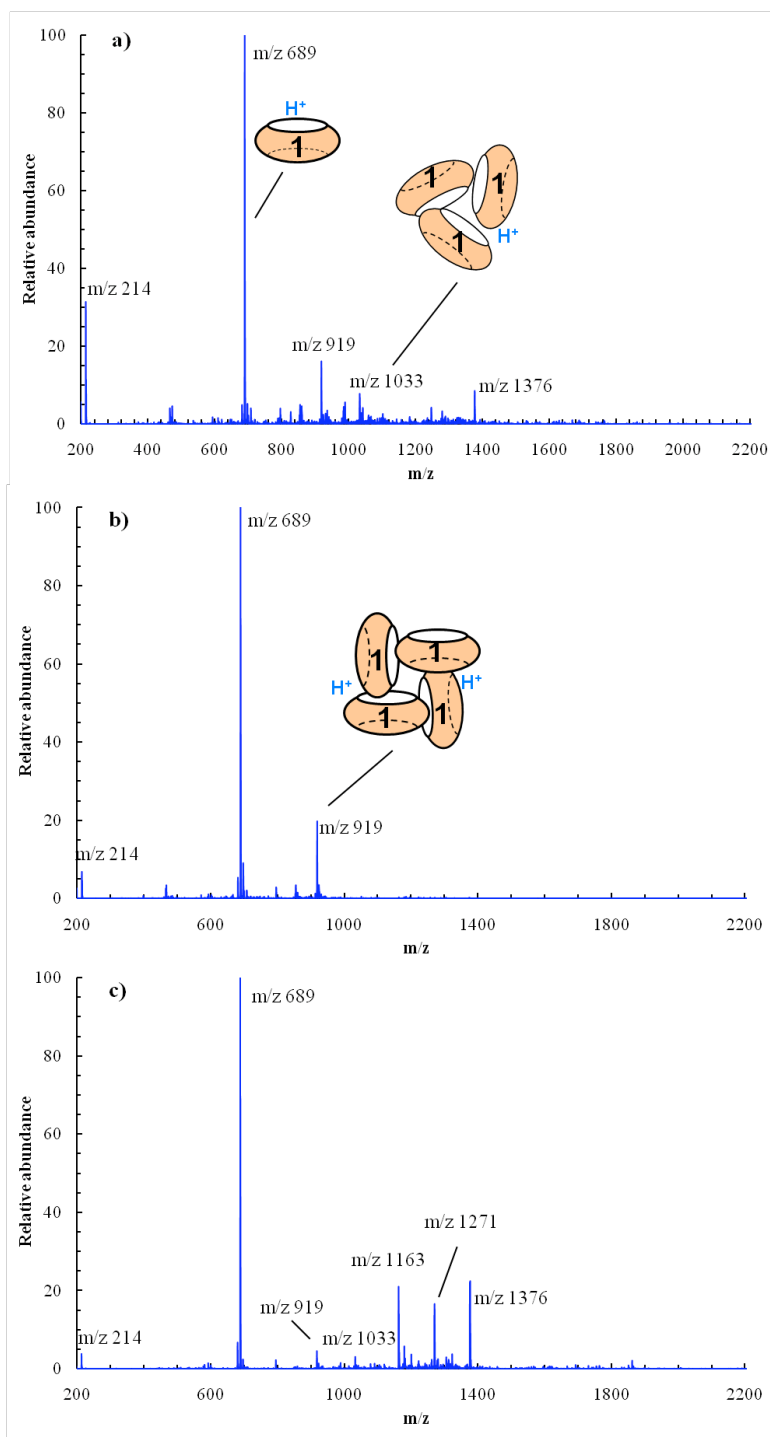 a)
100
80
60
40
20
0
Relative abundance
m/z 689
H+
1
1
1
1
H+
m/z 214
m/z 919
m/z 1033
m/z 1376
200 400 600 800 1000 1200 1400 1600 1800 2000 2200
m/z
b)
100
80
60
40
20
0
Relative abundance
m/z 689
1
1
H+
H+
1
1
m/z 919
m/z 214
200 600 1000 1400 1800 2200
m/z
c)
100
80
60
40
20
0
Relative abundance
m/z 689
m/z 1271
m/z 1163
m/z 919
m/z 1376
m/z 214
m/z 1033
200 600 1000 1400 1800 2200
m/z